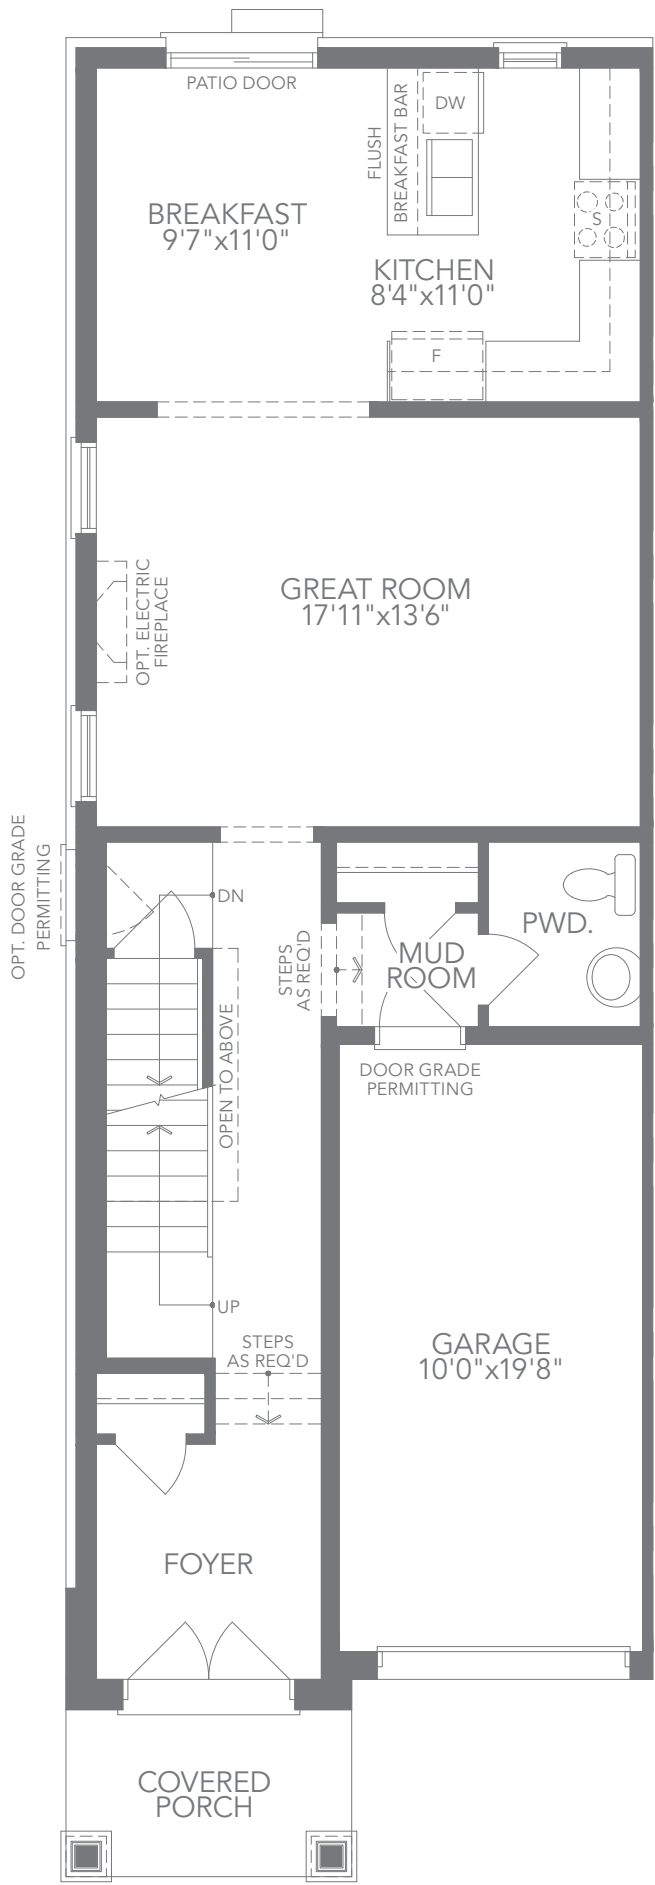 PATIO DOOR
DW
FLUSH
BREAKFAST BAR
BREAKFAST
9'7"x11'0"
S
KITCHEN
8'4"x11'0"
F
GREAT ROOM
17'11"x13'6"
OPT. ELECTRIC
FIREPLACE
OPT. DOOR GRADE
PERMITTING
DN
PWD.
STEPS
AS REQ'D
MUD
ROOM
OPEN TO ABOVE
DOOR GRADE
PERMITTING
UP
STEPS
AS REQ'D
GARAGE
10'0"x19'8"
FOYER
COVERED
PORCH